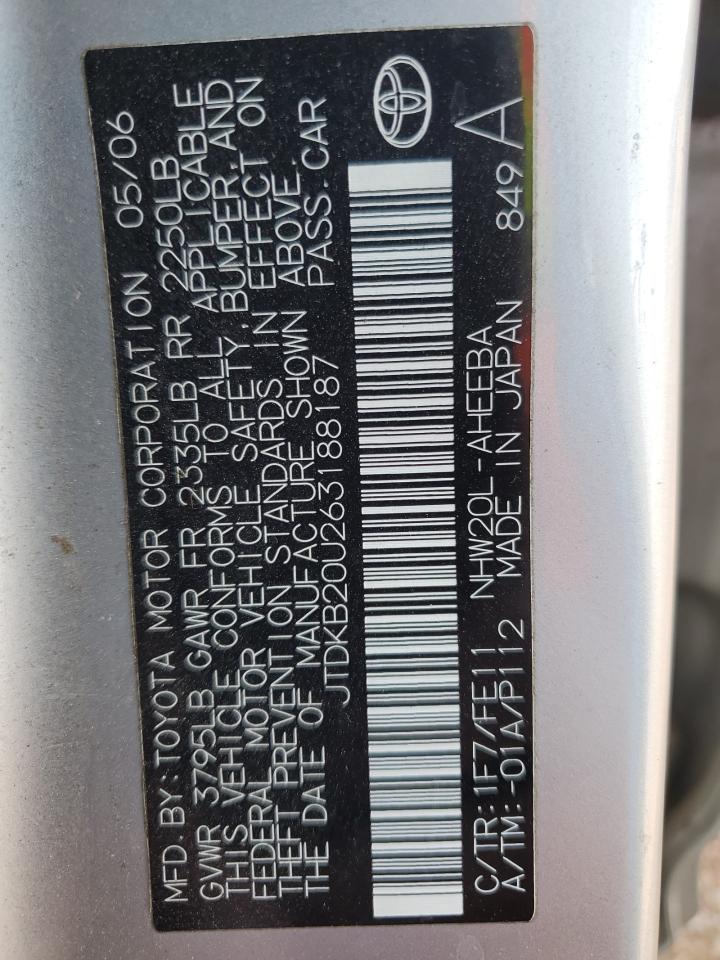 MFD.BY:TOYOTA MOTOR CORPORATION 05/06
GVWR 3795LB GAWR FR 2335LB RR 2250LB
THIS VEHICLE CONFORMS TO ALL APPLICABLE
FEDERAL MOTOR VEHICLE SAFETY,BUMPER,AND
THEFT PREVENTION STANDARDS IN EFFECT ON
THE DATE OF MANUFACTURE SHOWN ABOVE.
JTDKB20U263188187 PASS.CAR
C/TR:1F7/FE11 NHW20L-AHEEBA
A/TM:-01A/P112 MADE IN JAPAN 849 A